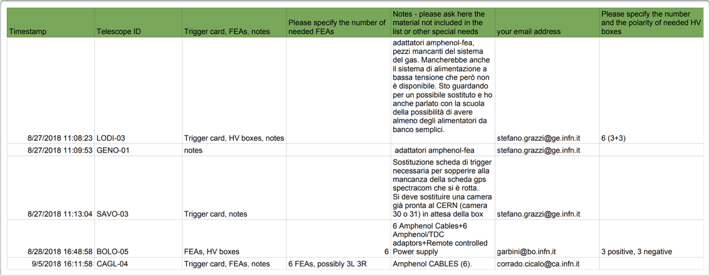 Timestamp Telescope ID Trigger card, FEAs, notes Please specify the number of needed FEAs Notes - please ask here the material not included in the list or other special needs your email address Please specify the number and the polarity of needed HV boxes
adattatori amphenol-fea,
pezzi mancanti del sistema
del gas. Mancherebbe anche
il sistema di alimentazione a
bassa tensione che però non
è disponibile. Sto guardando
per un possibile sostituto e ho
anche parlato con la scuola
della possibilità di avere
almeno degli alimentatori da
banco semplici.
8/27/2018 11:08:23 LODI-03 Trigger card, HV boxes, notes stefano.grazzi@ge.infn.it 6 (3+3)
8/27/2018 11:09:53 GENO-01 notes adattatori amphenol-fea stefano.grazzi@ge.infn.it
Sostituzione scheda di trigger
necessaria per sopperire alla
mancanza della scheda gps
spectracom che si è rotta.
Si deve sostituire una camera
già pronta al CERN (camera
30 o 31) in attesa della box
8/27/2018 11:13:04 SAVO-03 Trigger card, notes stefano.grazzi@ge.infn.it
6 Amphenol Cables+6
Amphenol/TDC
adaptors+Remote controlled
8/28/2018 16:48:58 BOLO-05 FEAs, HV boxes 6 Power supply garbini@bo.infn.it 3 positive, 3 negative
9/5/2018 16:11:58 CAGL-04 Trigger card, FEAs, notes 6 FEAs, possibly 3L 3R Amphenol CABLES (6). corrado.cicalo@ca.infn.it